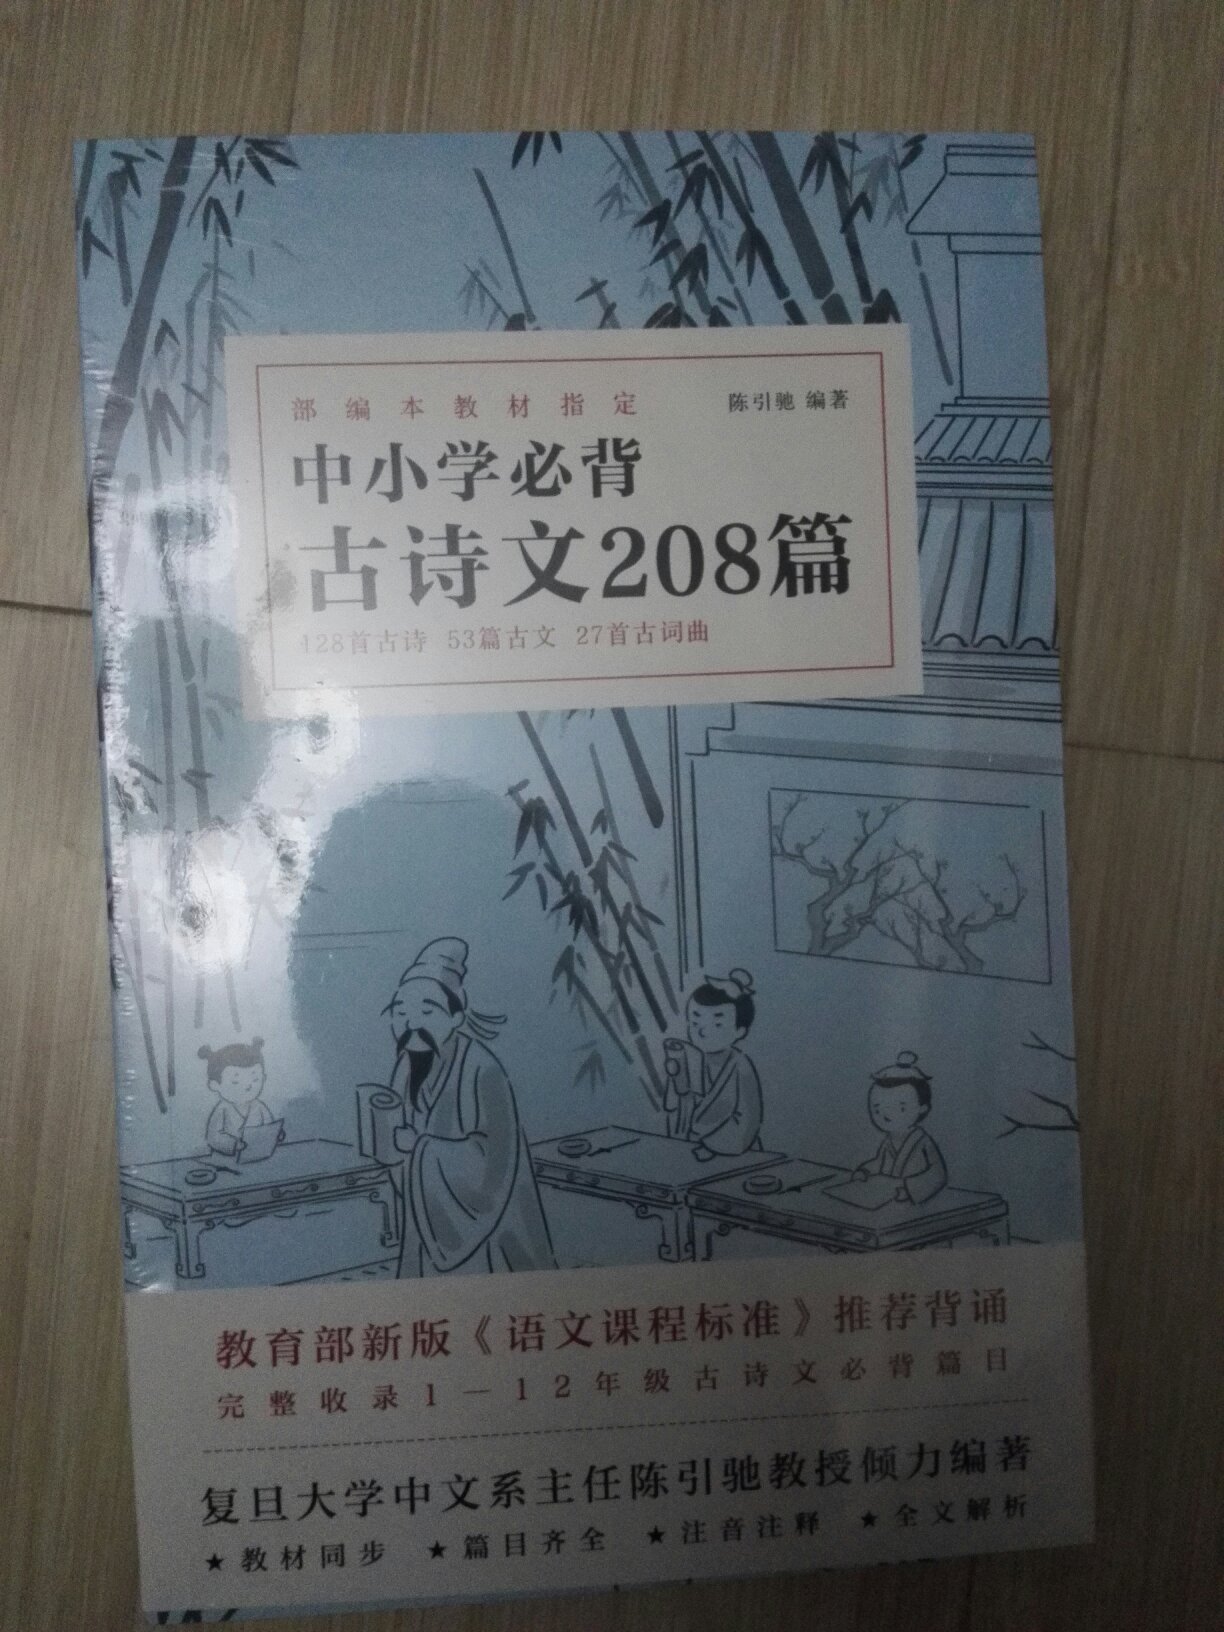 部编本教材指定
陈引驰 编著
中小学必背
古诗文208篇
128首古诗 53篇古文 27首古词曲
教育部新版《语文课程标准》推荐背诵
完整收录1—12年级古诗文必背篇目
复旦大学中文系主任陈引驰教授倾力编著
★教材同步 ★篇目齐全 ★注音注释 ★全文解析